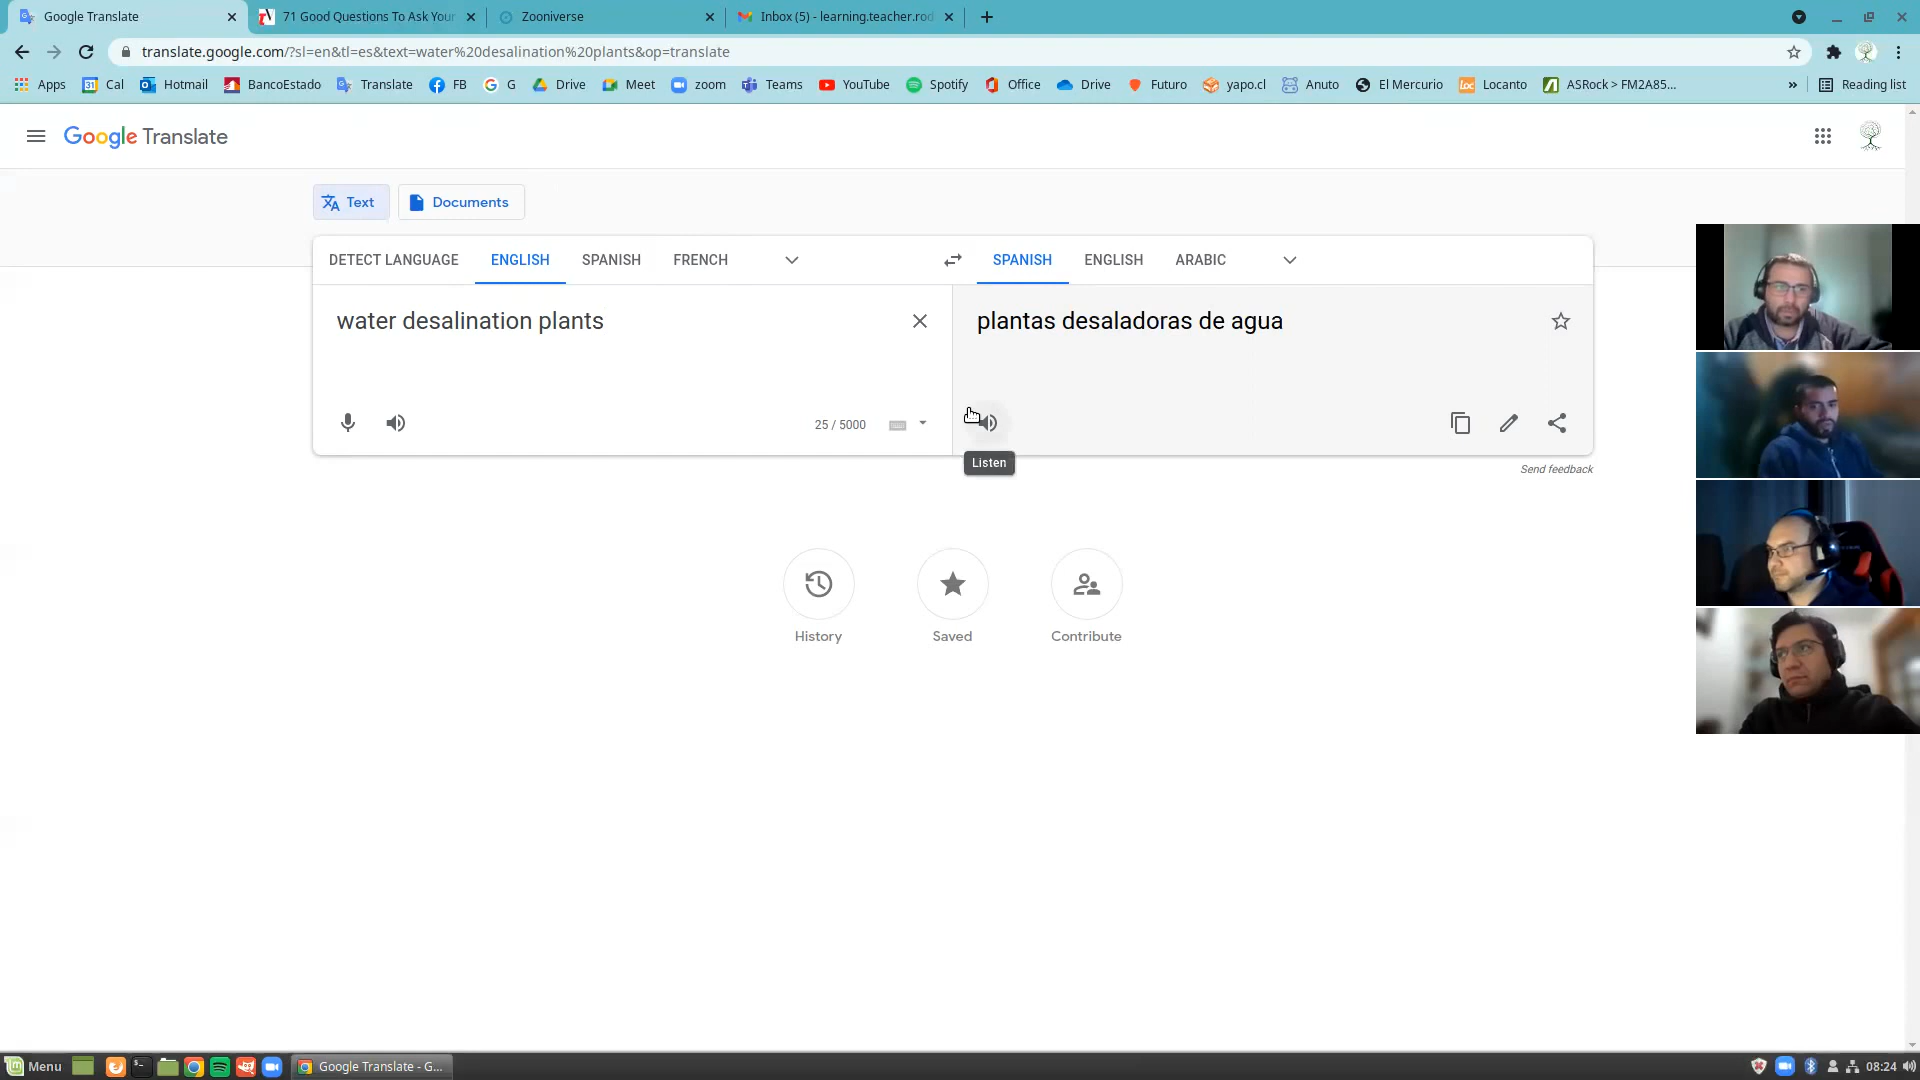 Google Translate
71 Good Questions To Ask Your
Zooniverse
Inbox (5) - learning.teacher.rod
translate.google.com/?sl=en&tl=es&text=water%20desalination%20plants&op=translate
Apps
Cal
Hotmail
BancoEstado
Translate
FB
G
Drive
Meet
zoom
Teams
YouTube
Spotify
Office
Drive
Futuro
yapo.cl
Anuto
El Mercurio
Locanto
ASRock > FM2A85...
»
Reading list
Google Translate
Text
Documents
DETECT LANGUAGE
ENGLISH
SPANISH
FRENCH
SPANISH
ENGLISH
ARABIC
water desalination plants
plantas desaladoras de agua
25 / 5000
Listen
Send feedback
History
Saved
Contribute
Menu
Google Translate - G...
08:24